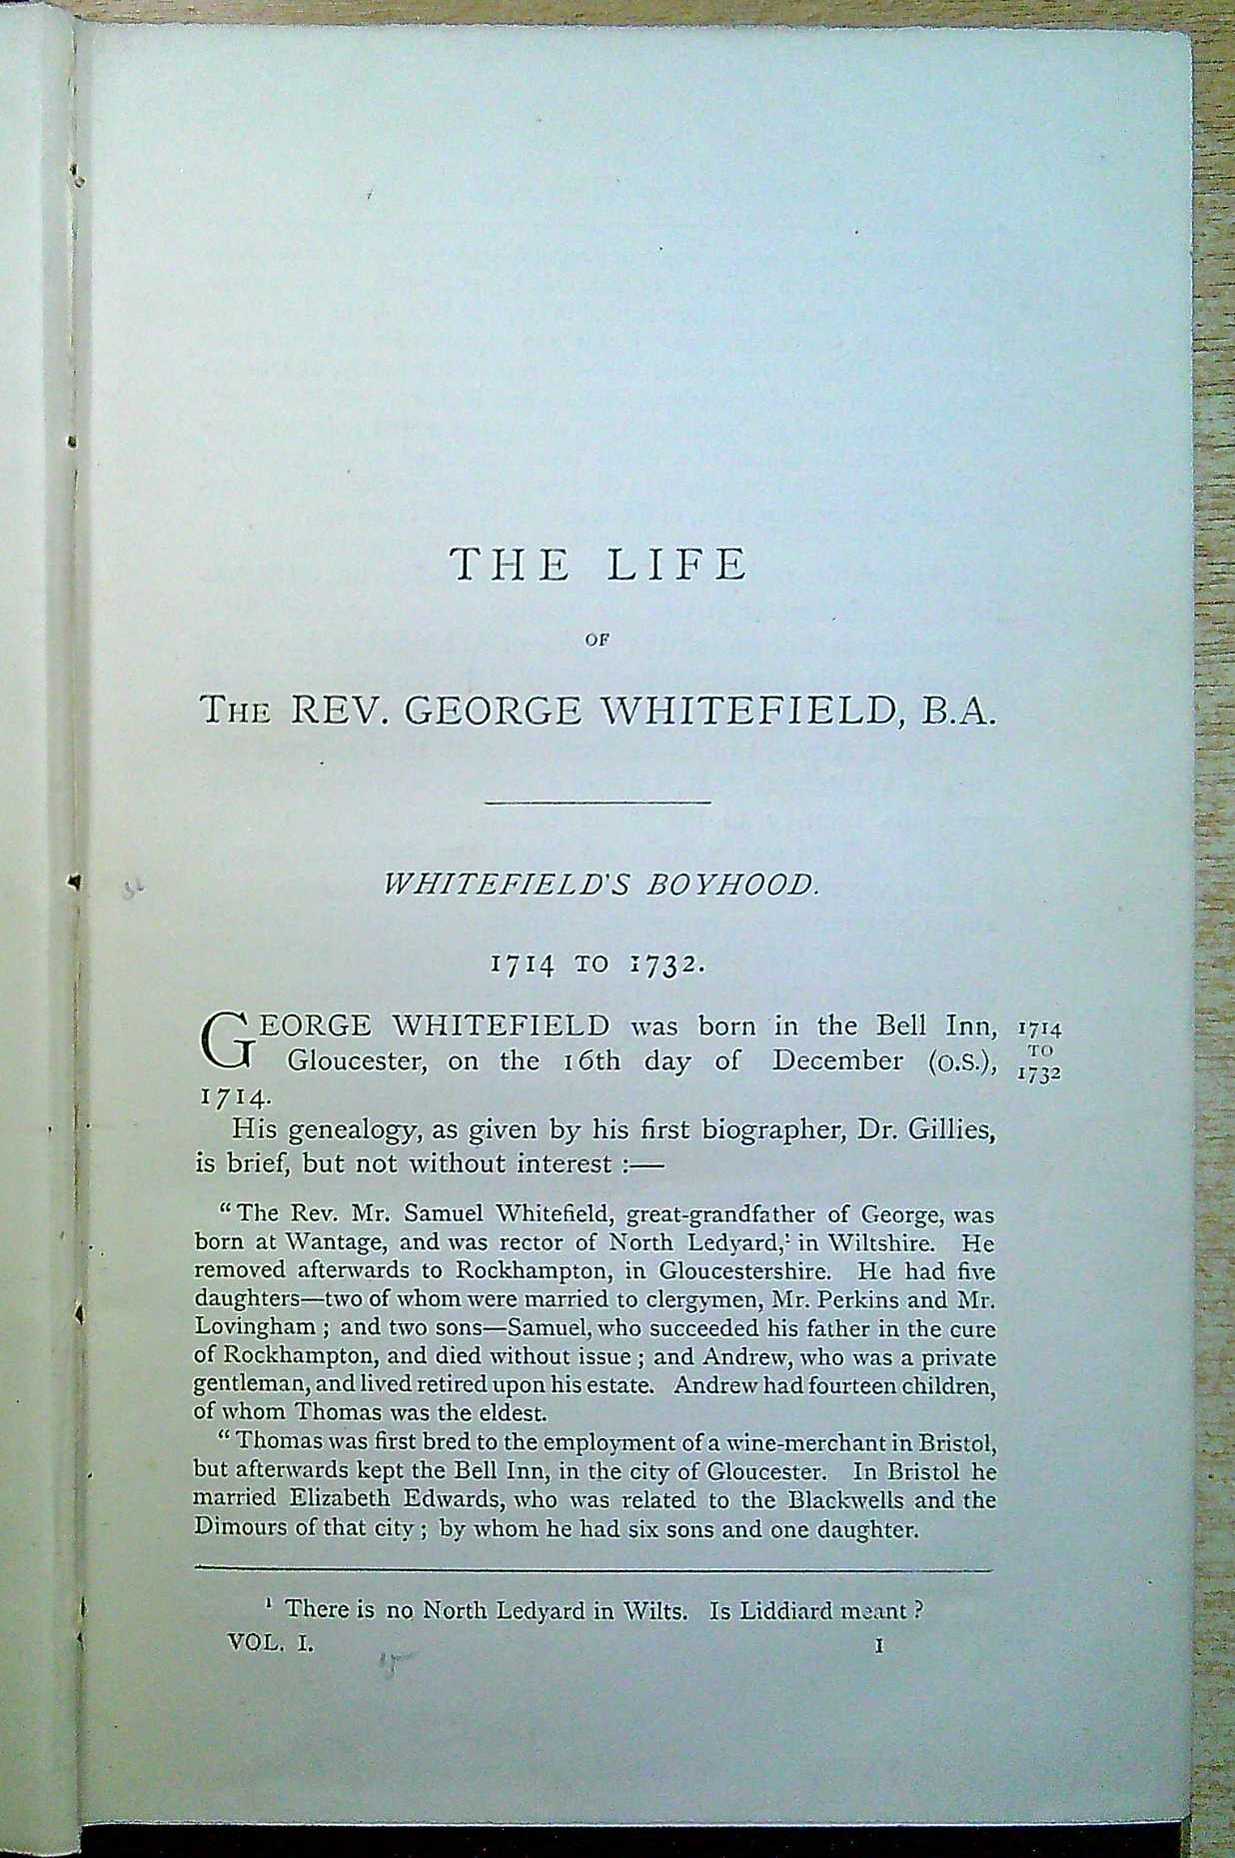 THE LIFE
OF
THE REV. GEORGE WHITEFIELD, B.A.
WHITEFIELD'S BOYHOOD.
1714 TO 1732.
GEORGE WHITEFIELD was born in the Bell Inn,
Gloucester, on the 16th day of December (O.S.),
1714.
1714
TO
1732
His genealogy, as given by his first biographer, Dr. Gillies,
is brief, but not without interest :—
“The Rev. Mr. Samuel Whitefield, great-grandfather of George, was
born at Wantage, and was rector of North Ledyard,¹ in Wiltshire. He
removed afterwards to Rockhampton, in Gloucestershire. He had five
daughters—two of whom were married to clergymen, Mr. Perkins and Mr.
Lovingham ; and two sons—Samuel, who succeeded his father in the cure
of Rockhampton, and died without issue ; and Andrew, who was a private
gentleman, and lived retired upon his estate. Andrew had fourteen children,
of whom Thomas was the eldest.
“Thomas was first bred to the employment of a wine-merchant in Bristol,
but afterwards kept the Bell Inn, in the city of Gloucester. In Bristol he
married Elizabeth Edwards, who was related to the Blackwells and the
Dimours of that city ; by whom he had six sons and one daughter.
¹ There is no North Ledyard in Wilts. Is Liddiard meant ?
VOL. I. 1